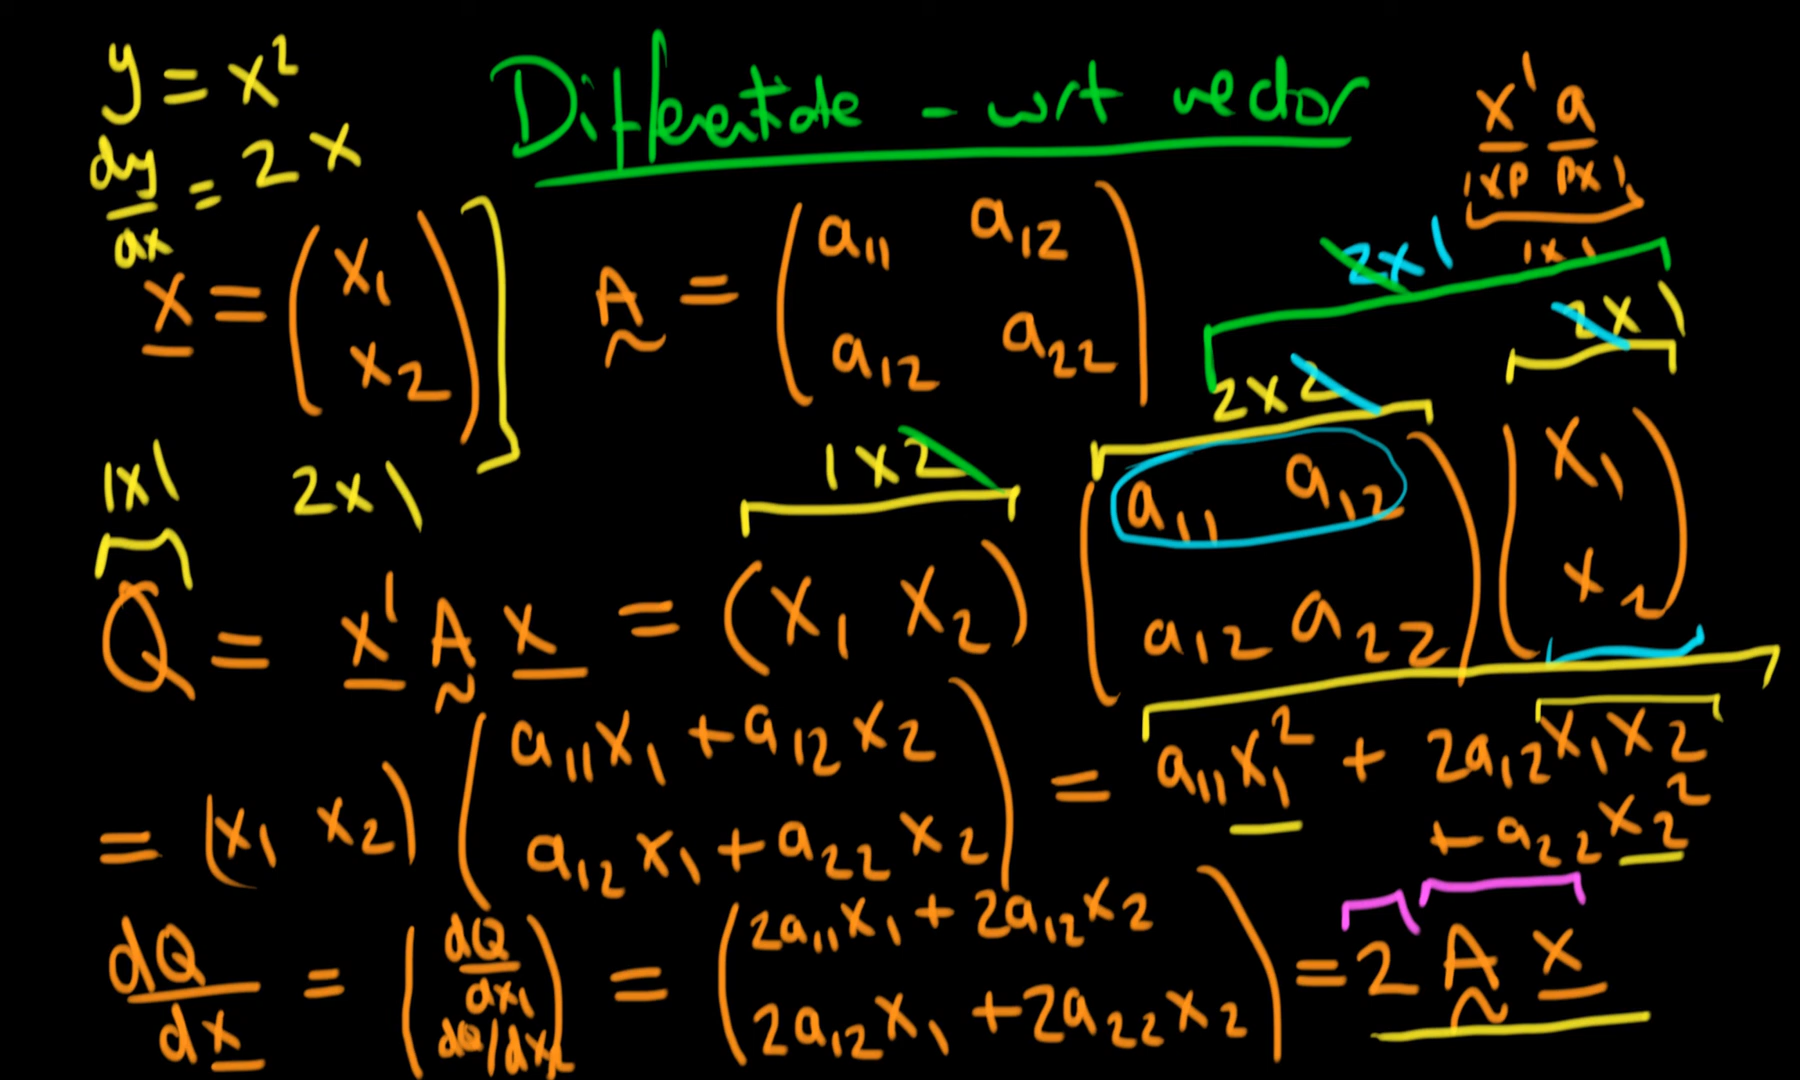 y = x²
dy/dx = 2x
Differentiate - wrt vector
x' a
1xp px1
1x1
x = (x₁
x₂)
2x1
A = (a₁₁ a₁₂
a₁₂ a₂₂)
2x1
2x2
2x1
1x1
1x2
Q = x' A x = (x₁ x₂) (a₁₁ a₁₂
a₁₂ a₂₂) (x₁
x₂)
= (x₁ x₂) (a₁₁x₁ + a₁₂x₂
a₁₂x₁ + a₂₂x₂) = a₁₁x₁² + 2a₁₂x₁x₂
+ a₂₂x₂²
dQ/dx = (dQ/dx₁
dQ/dx₂) = (2a₁₁x₁ + 2a₁₂x₂
2a₁₂x₁ + 2a₂₂x₂) = 2 A x